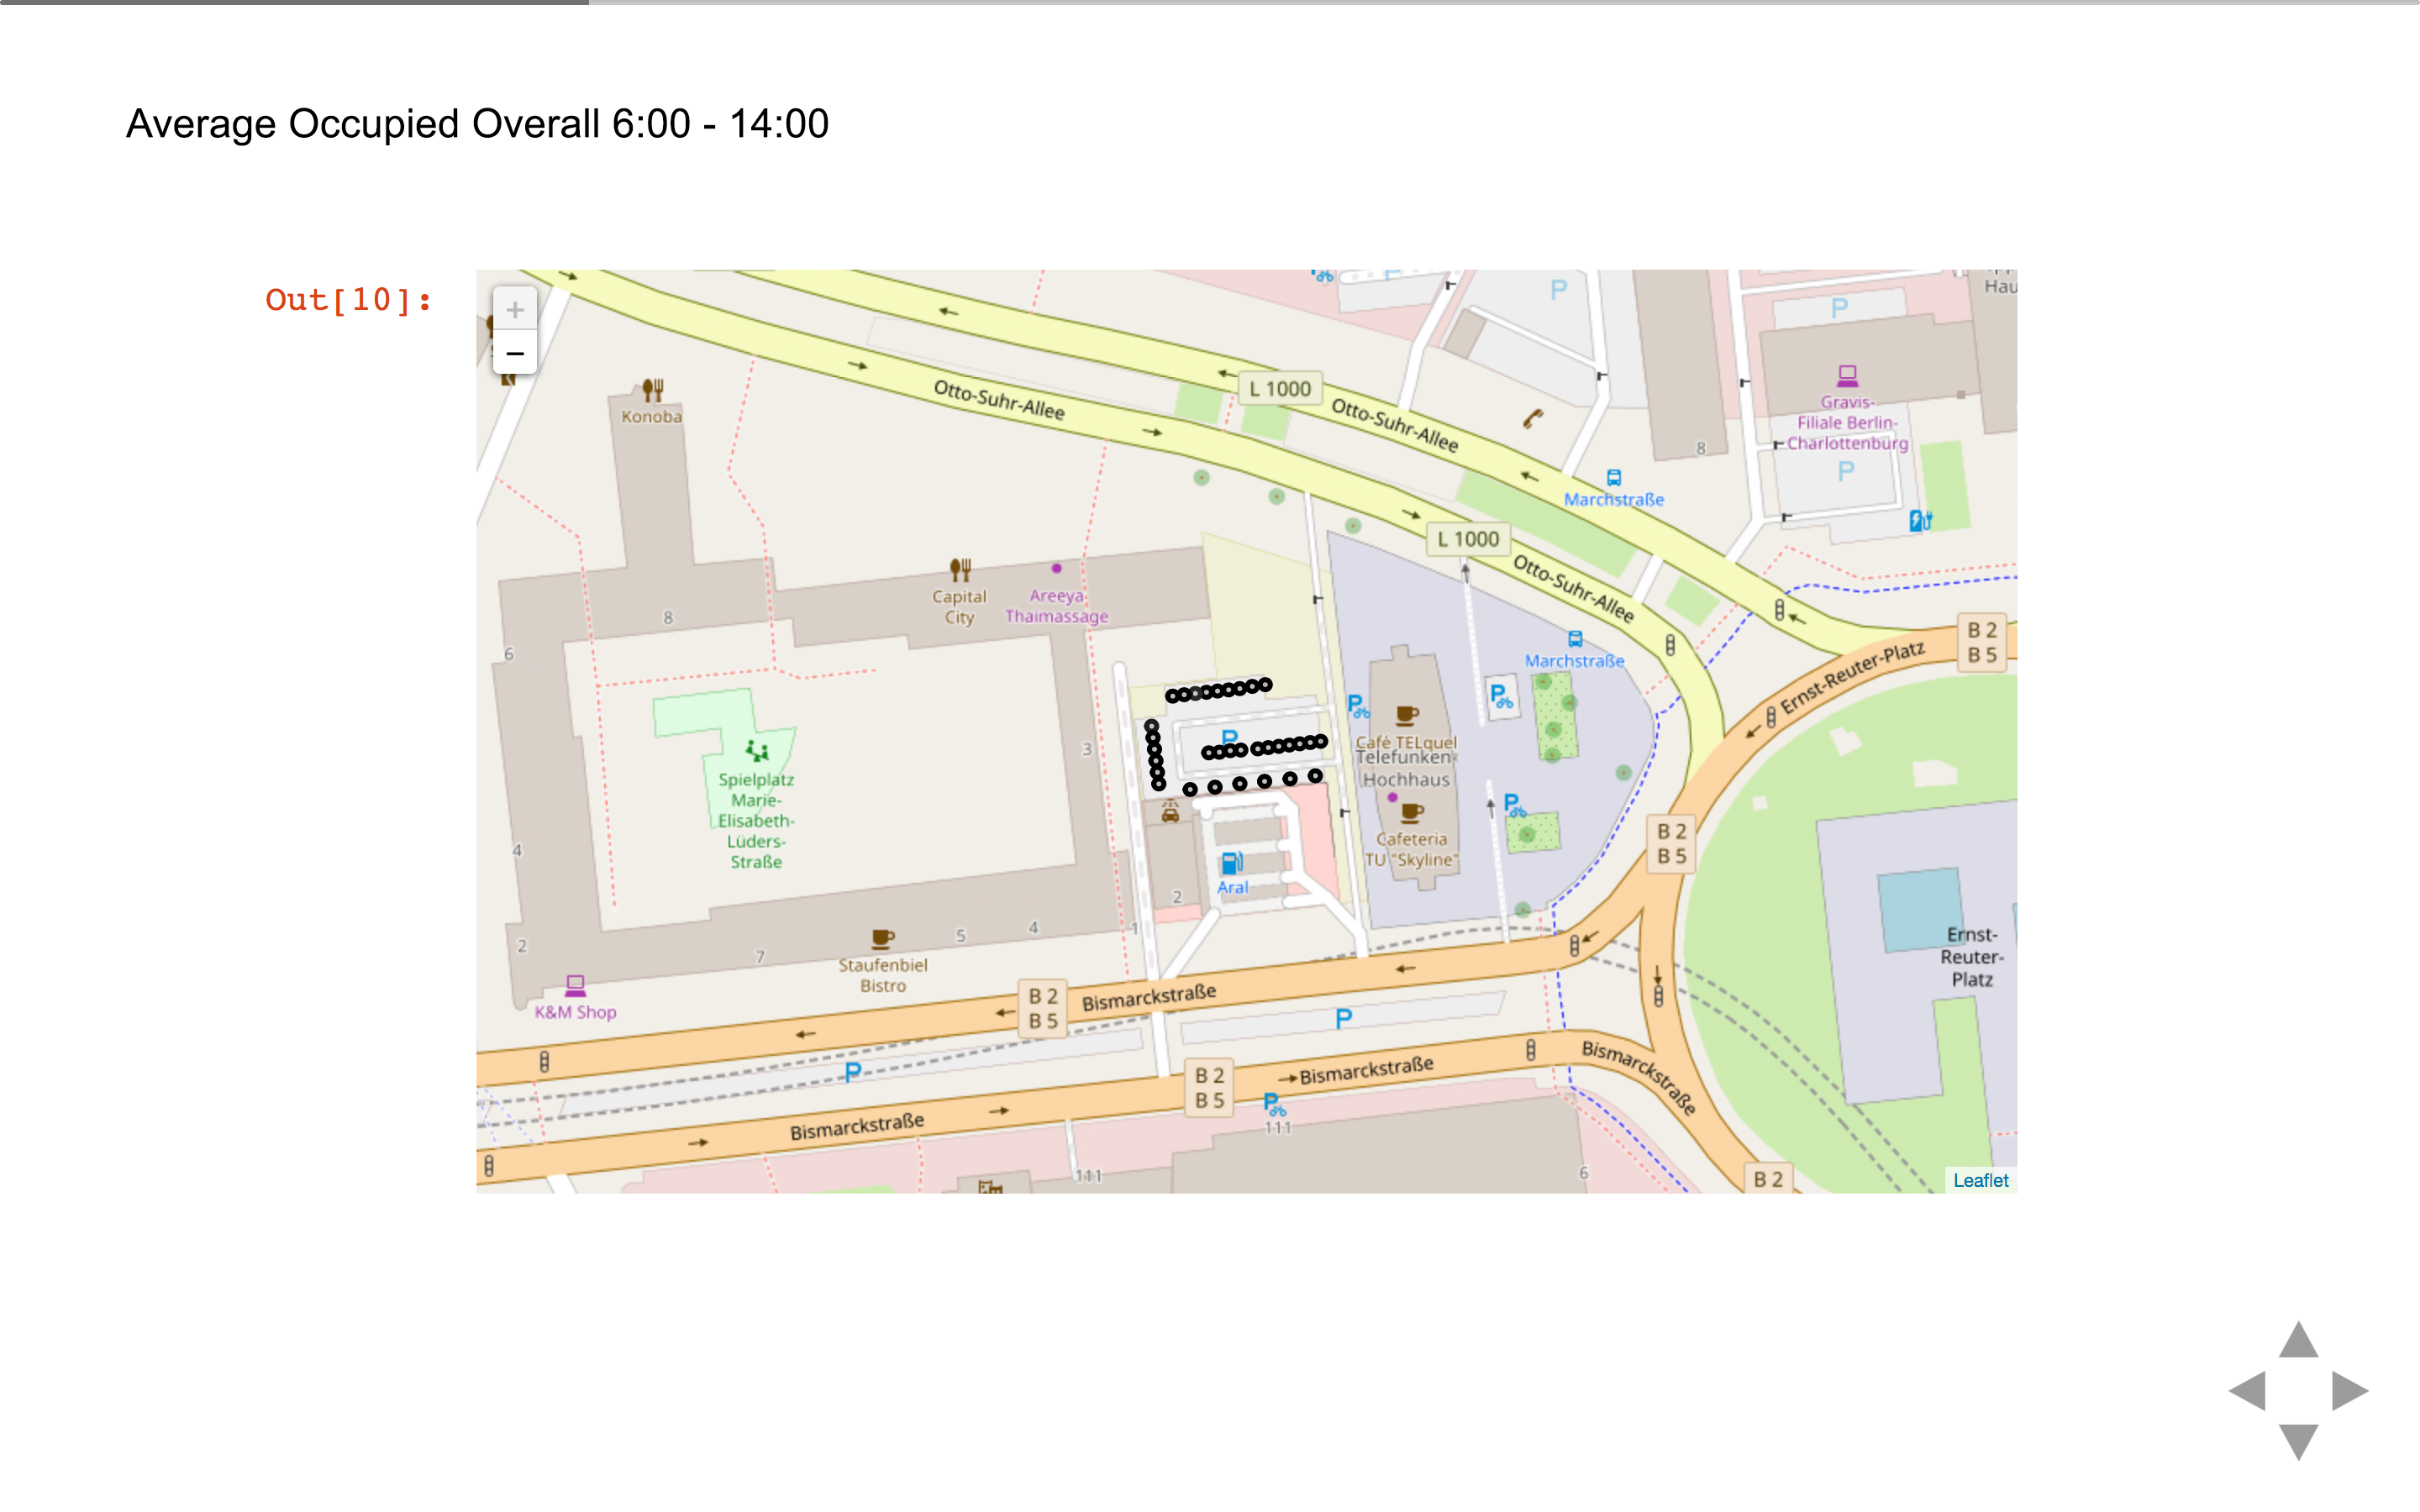 Average Occupied Overall 6:00 - 14:00
Out[10]:
+
−
Hau
P
P
P
L 1000
Otto-Suhr-Allee
Otto-Suhr-Allee
Konoba
Gravis-
Filiale Berlin-
Charlottenburg
8
P
Marchstraße
L 1000
Otto-Suhr-Allee
Capital
City
Areeya
Thaimassage
8
6
B 2
B 5
Marchstraße
Ernst-Reuter-Platz
P
P
P
Café TELquel
Telefunken-
Hochhaus
3
Spielplatz
Marie-
Elisabeth-
Lüders-
Straße
P
Cafeteria
TU "Skyline"
B 2
B 5
4
Aral
2
2
7
5
4
1
Staufenbiel
Bistro
Ernst-
Reuter-
Platz
K&M Shop
B 2
B 5
Bismarckstraße
P
P
B 2
B 5
Bismarckstraße
Bismarckstraße
Bismarckstraße
P
111
111
6
B 2
Leaflet